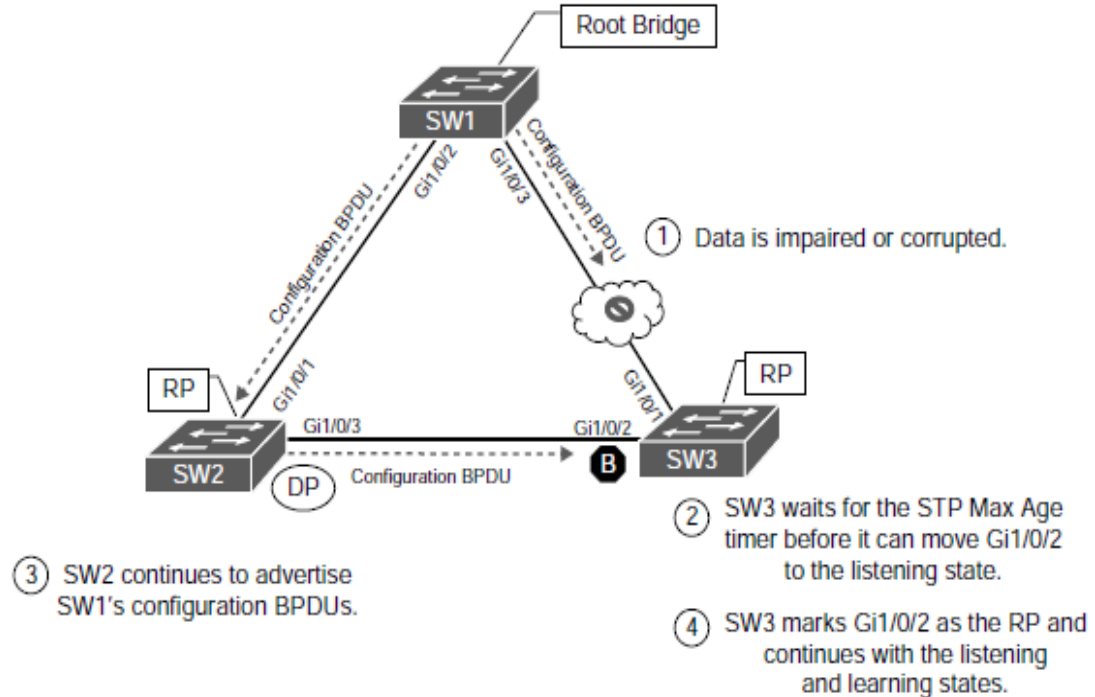 Root Bridge
SW1
Gi1/0/2
Gi1/0/3
Configuration BPDU
Configuration BPDU
1 Data is impaired or corrupted.
RP
Gi1/0/1
Gi1/0/1
RP
Gi1/0/3
Gi1/0/2
SW2
DP
Configuration BPDU
B
SW3
2 SW3 waits for the STP Max Age
timer before it can move Gi1/0/2
to the listening state.
3 SW2 continues to advertise
SW1's configuration BPDUs.
4 SW3 marks Gi1/0/2 as the RP and
continues with the listening
and learning states.